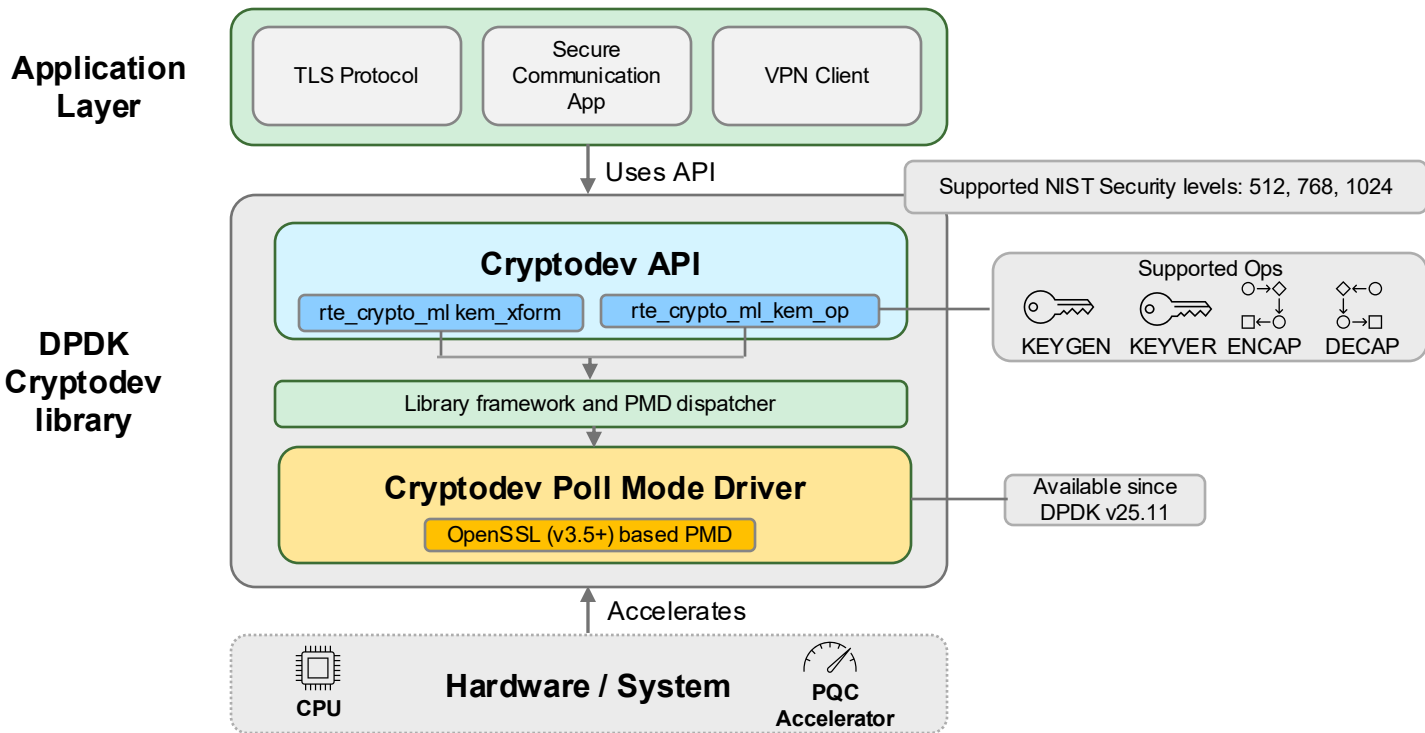 Application
Layer
TLS Protocol
Secure
Communication
App
VPN Client
Uses API
Supported NIST Security levels: 512, 768, 1024
DPDK
Cryptodev
library
Cryptodev API
rte_crypto_ml kem_xform
rte_crypto_ml_kem_op
Supported Ops
KEYGEN
KEYVER
ENCAP
DECAP
Library framework and PMD dispatcher
Cryptodev Poll Mode Driver
OpenSSL (v3.5+) based PMD
Available since
DPDK v25.11
Accelerates
CPU
Hardware / System
PQC
Accelerator